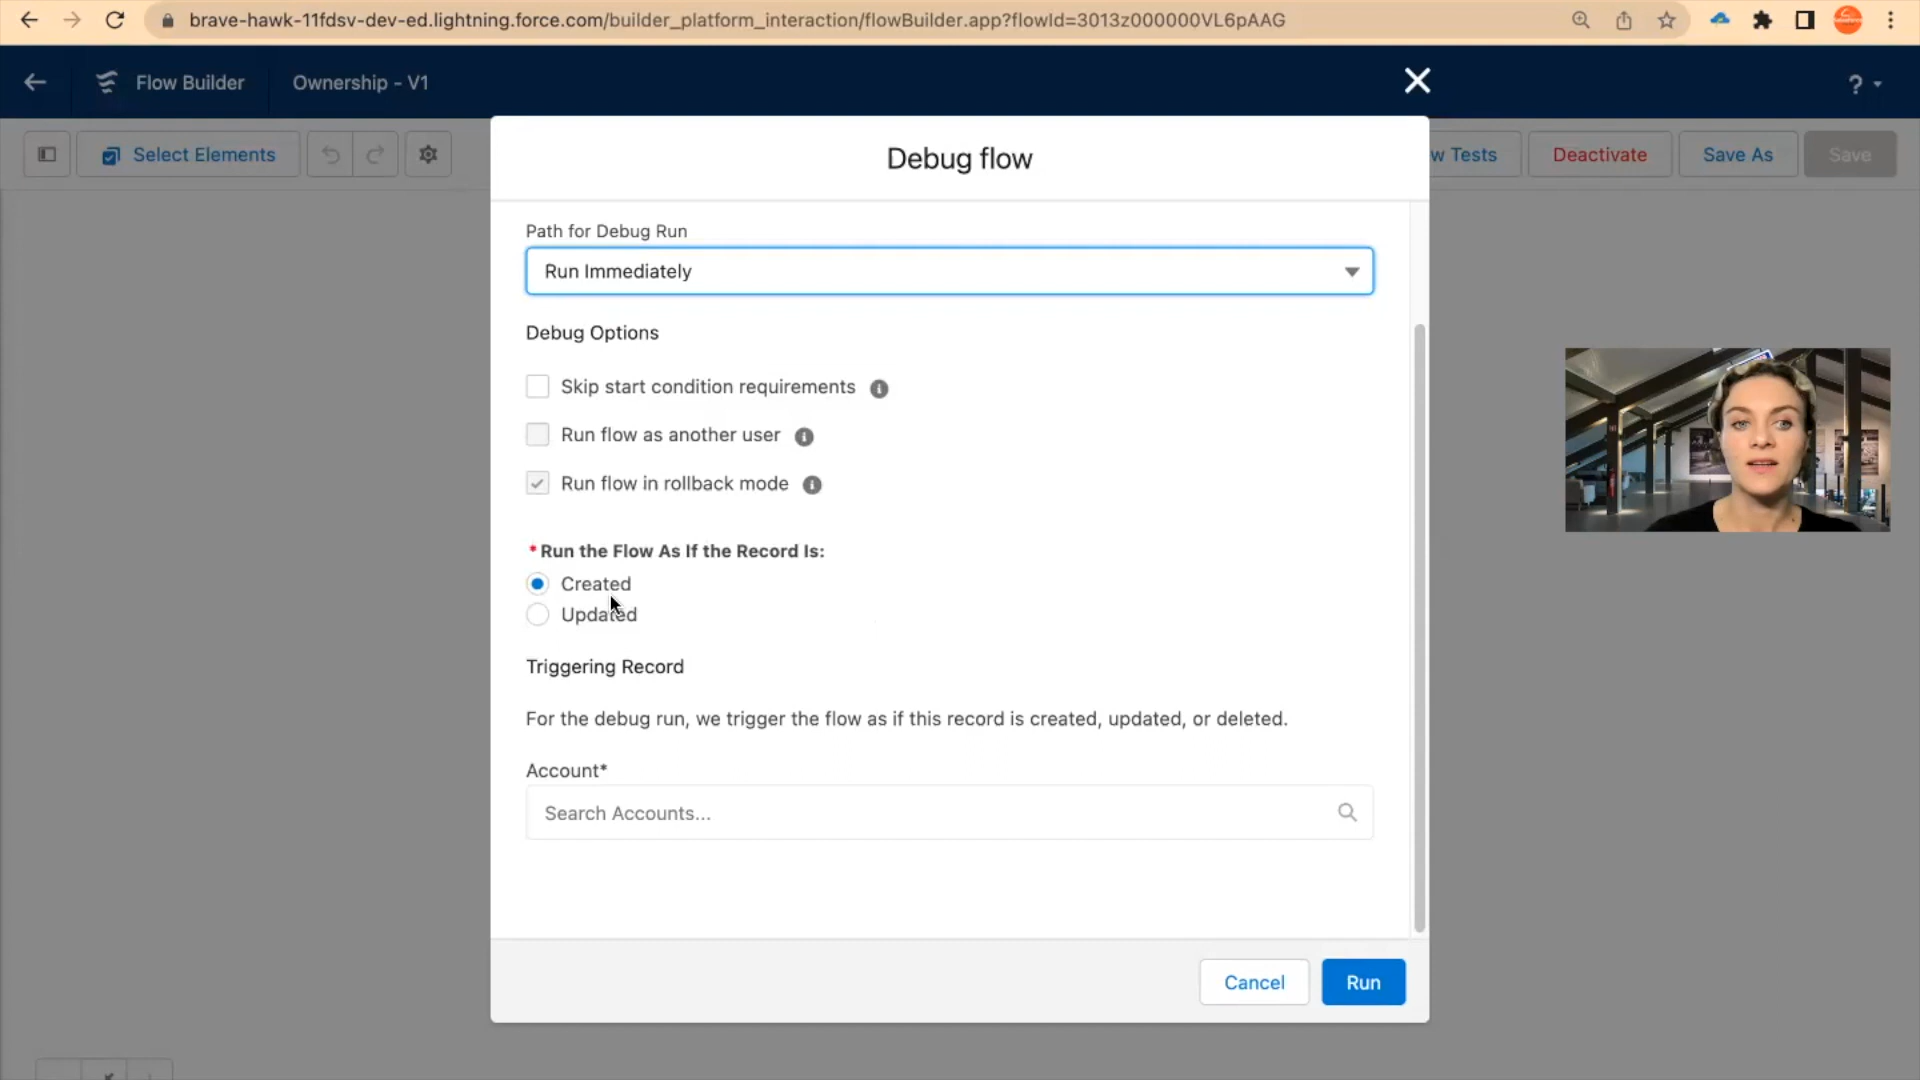 brave-hawk-11fdsv-dev-ed.lightning.force.com/builder_platform_interaction/flowBuilder.app?flowId=3013z000000VL6pAAG
Flow Builder
Ownership - V1
?
Select Elements
w Tests
Deactivate
Save As
Save
Debug flow
Path for Debug Run
Run Immediately
Debug Options
Skip start condition requirements
Run flow as another user
Run flow in rollback mode
*Run the Flow As If the Record Is:
Created
Updated
Triggering Record
For the debug run, we trigger the flow as if this record is created, updated, or deleted.
Account*
Search Accounts...
Cancel
Run